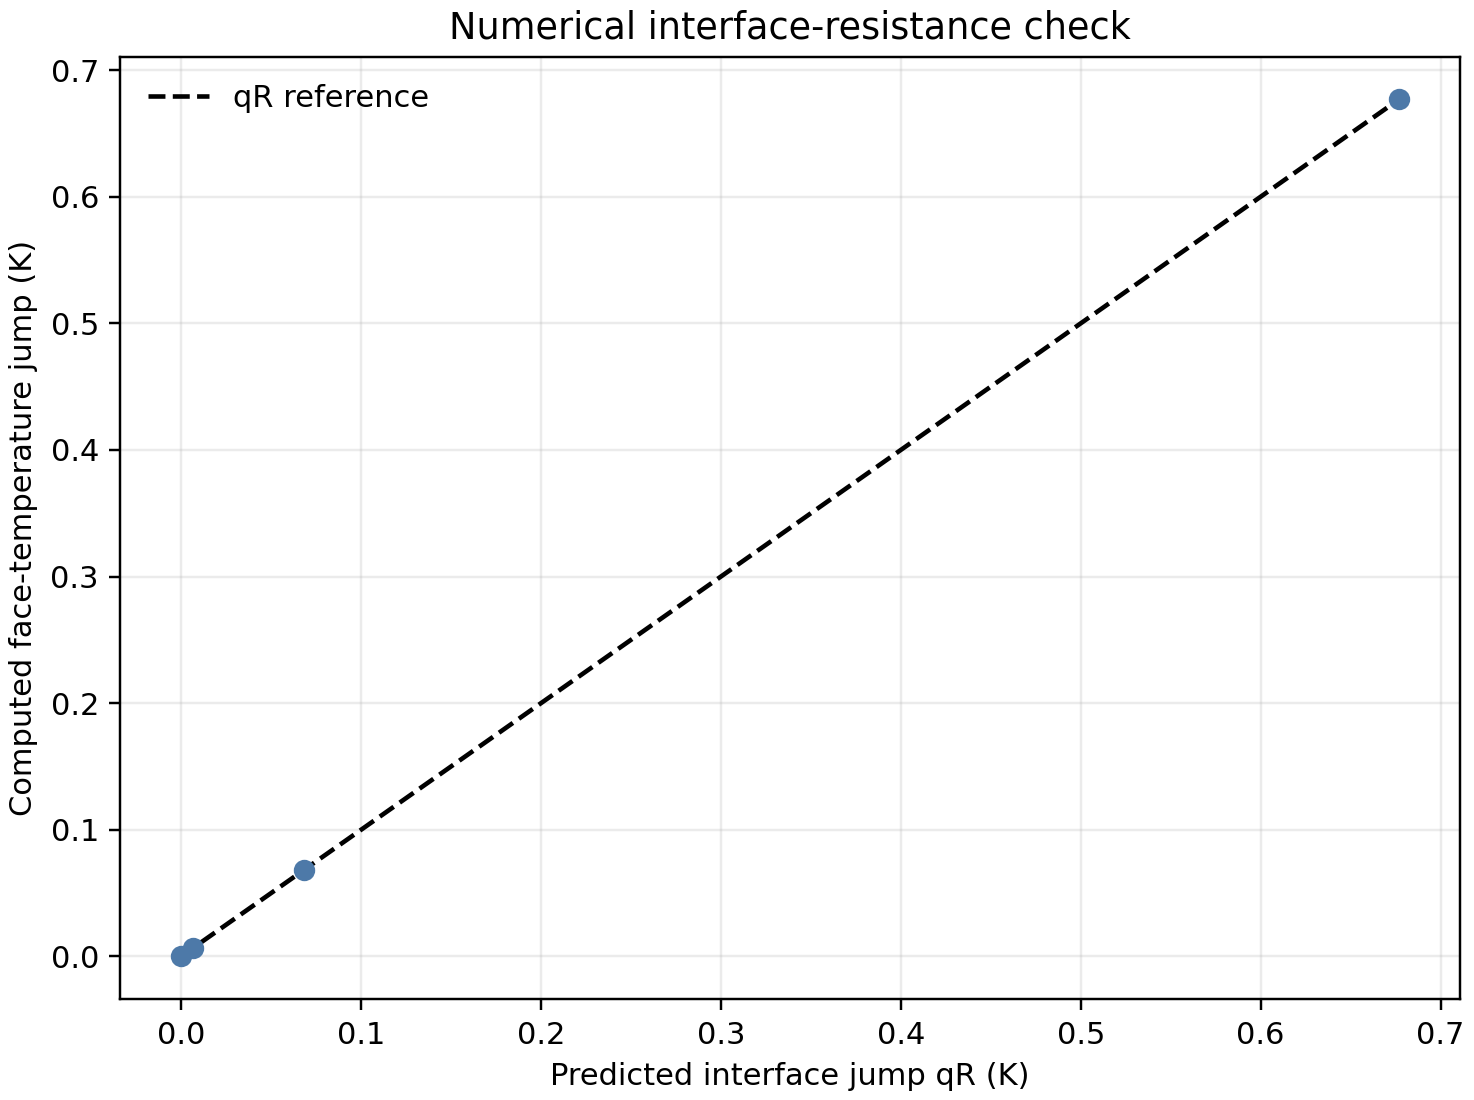 Numerical interface-resistance check
qR reference
Computed face-temperature jump (K)
0.7
0.6
0.5
0.4
0.3
0.2
0.1
0.0
0.0 0.1 0.2 0.3 0.4 0.5 0.6 0.7
Predicted interface jump qR (K)